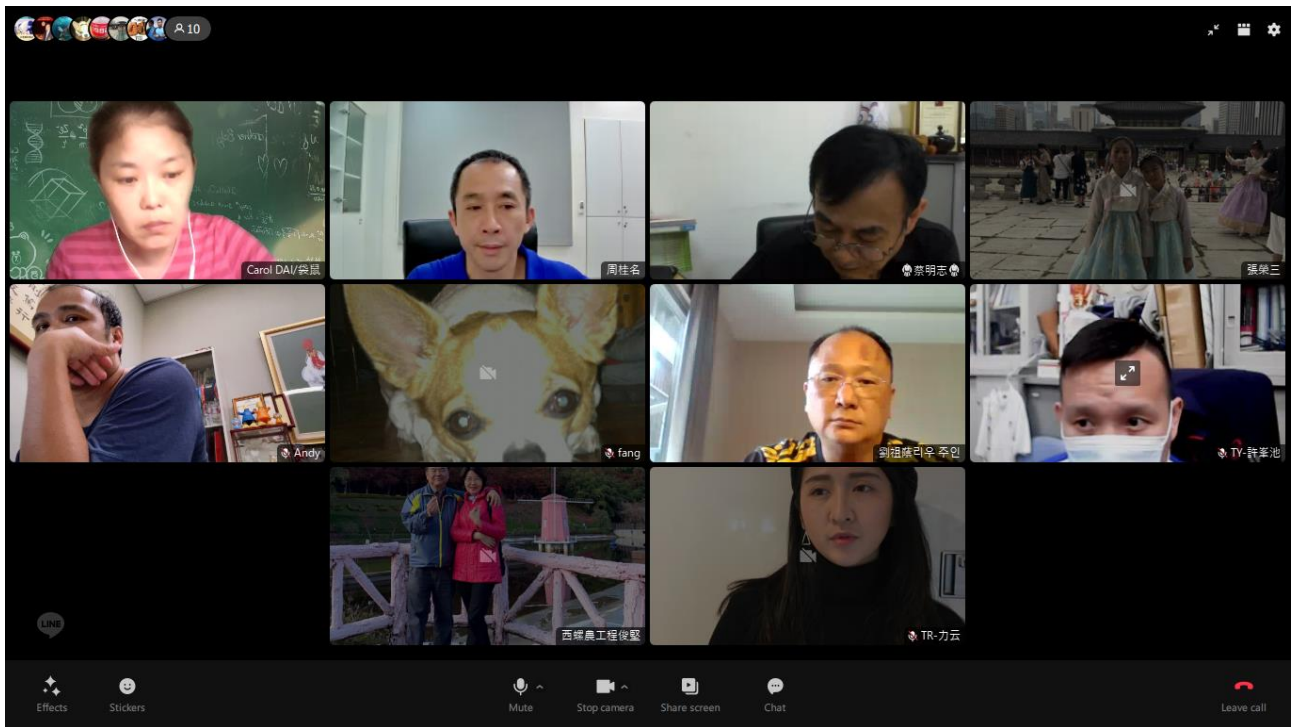 10
Carol DAI/袋鼠
周桂名
蔡明志
張榮三
Andy
fang
劉祖蔭리우 주인
TY-許峯池
西螺農工程俊堅
TR-力云
LINE
Effects
Stickers
Mute
Stop camera
Share screen
Chat
Leave call